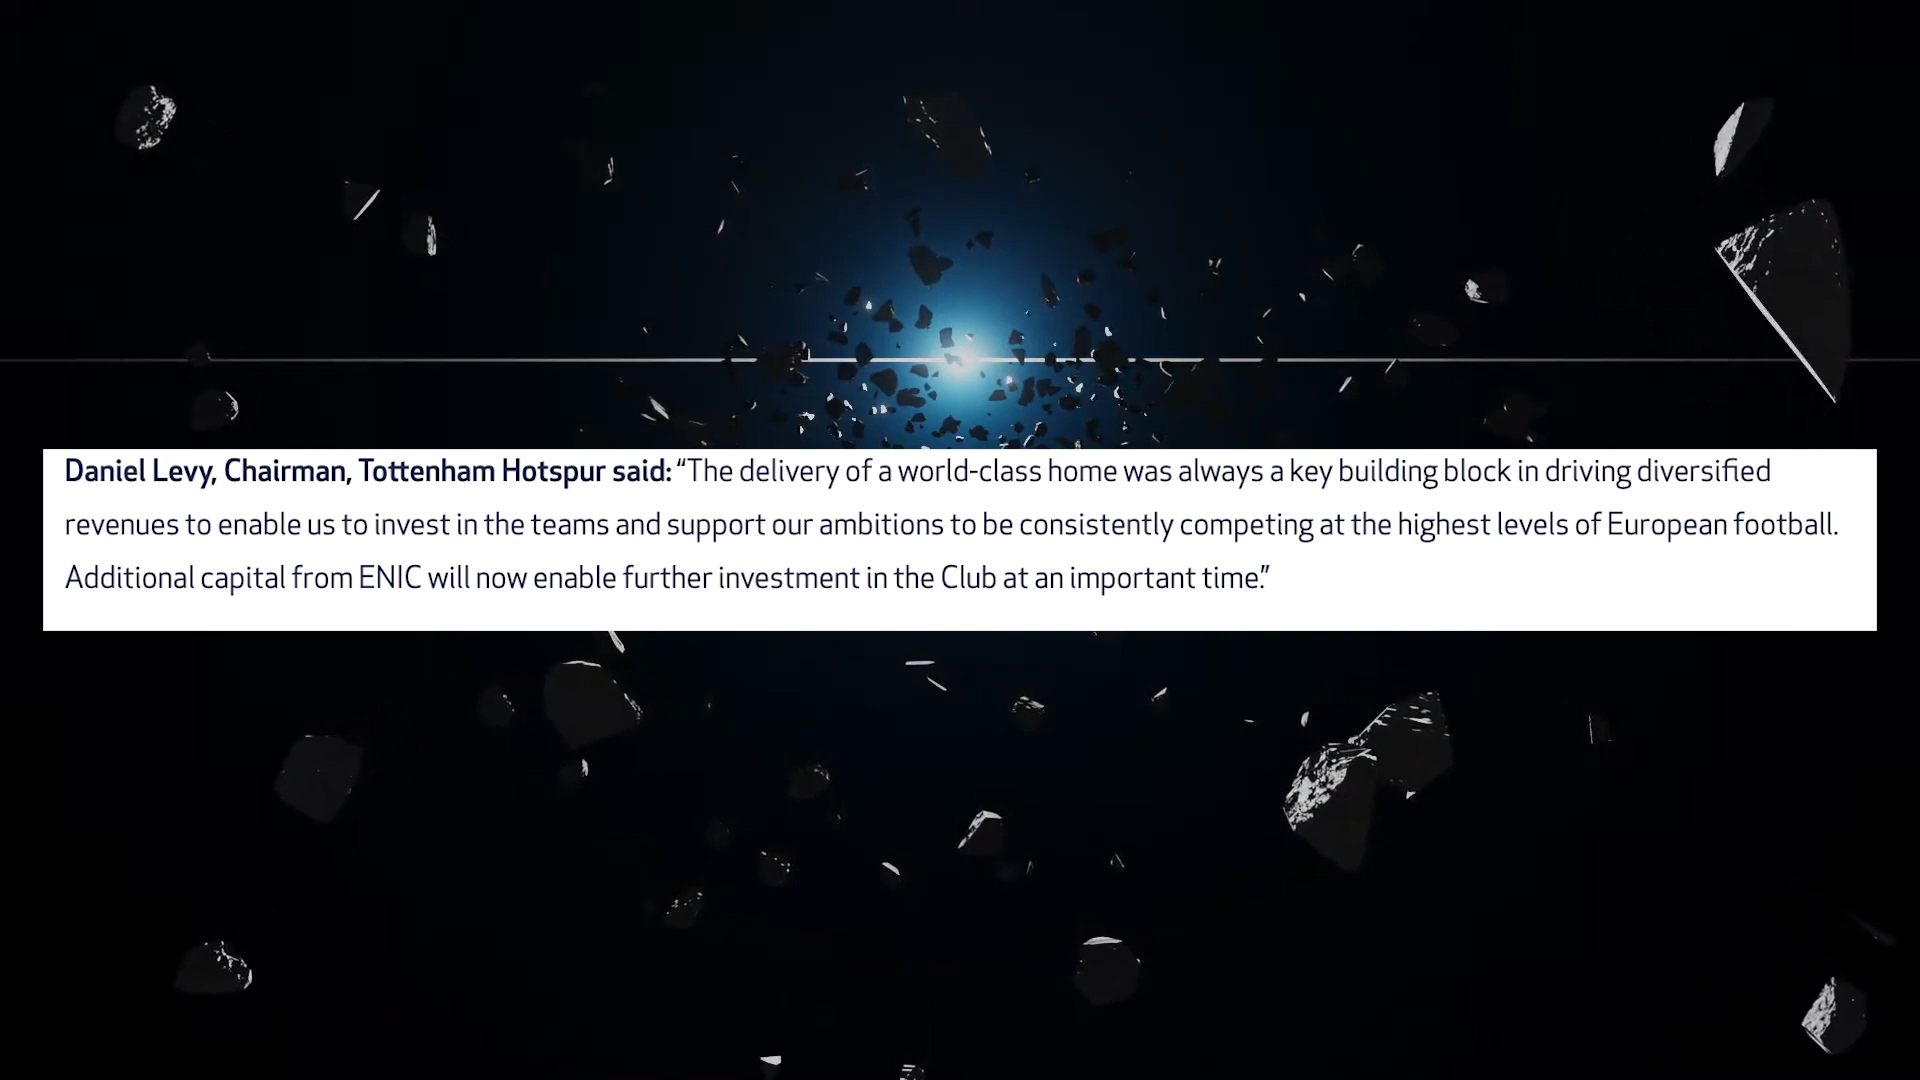 Daniel Levy, Chairman, Tottenham Hotspur said: “The delivery of a world-class home was always a key building block in driving diversified
revenues to enable us to invest in the teams and support our ambitions to be consistently competing at the highest levels of European football.
Additional capital from ENIC will now enable further investment in the Club at an important time.”